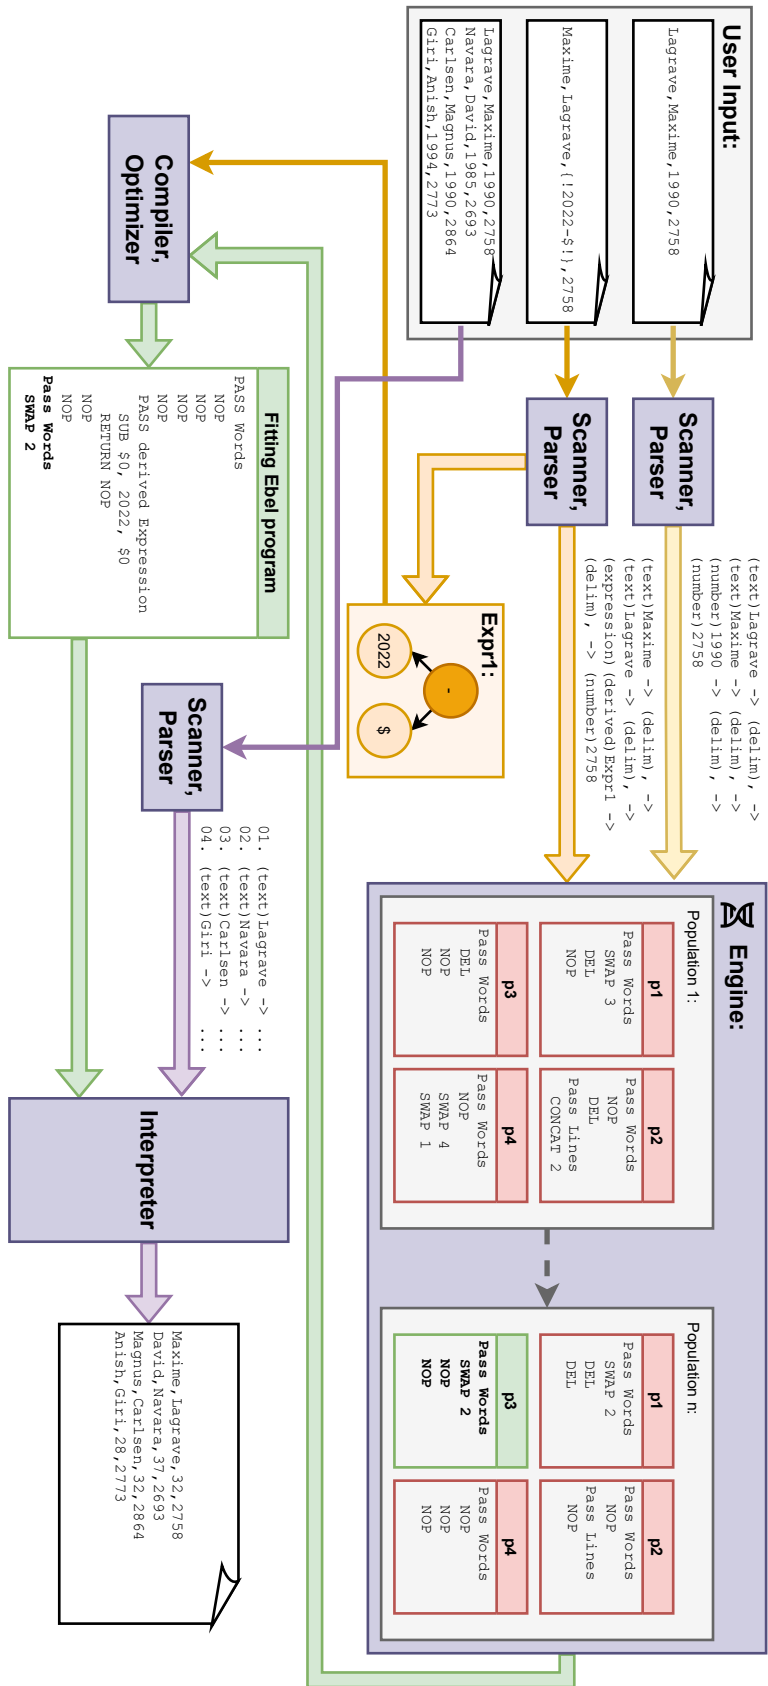 User Input:
Lagrave,Maxime,1990,2758
Maxime,Lagrave,{!2022-$!},2758
Lagrave,Maxime,1990,2758
Navara,David,1985,2693
Carlsen,Magnus,1990,2864
Giri,Anish,1994,2773
Scanner,
Parser
(text)Lagrave -> (delim), ->
(text)Maxime -> (delim), ->
(number)1990 -> (delim), ->
(number)2758
Scanner,
Parser
(text)Maxime -> (delim), ->
(text)Lagrave -> (delim), ->
(expression)(derived)Expr1 ->
(delim), -> (number)2758
Expr1:
-
2022
$
Engine:
Population 1:
p1
Pass Words
SWAP 3
DEL
NOP
p2
Pass Words
NOP
DEL
Pass Lines
CONCAT 2
p3
Pass Words
DEL
NOP
NOP
p4
Pass Words
NOP
SWAP 4
SWAP 1
Population n:
p1
Pass Words
SWAP 2
DEL
DEL
p2
Pass Words
NOP
Pass Lines
NOP
p3
Pass Words
SWAP 2
NOP
NOP
p4
Pass Words
NOP
NOP
NOP
Compiler,
Optimizer
Fitting Ebel program
PASS Words
NOP
NOP
NOP
NOP
PASS derived Expression
SUB $0, 2022, $0
RETURN NOP
NOP
NOP
Pass Words
SWAP 2
Scanner,
Parser
01. (text)Lagrave -> ...
02. (text)Navara -> ...
03. (text)Carlsen -> ...
04. (text)Giri -> ...
Interpreter
Maxime,Lagrave,32,2758
David,Navara,37,2693
Magnus,Carlsen,32,2864
Anish,Giri,28,2773